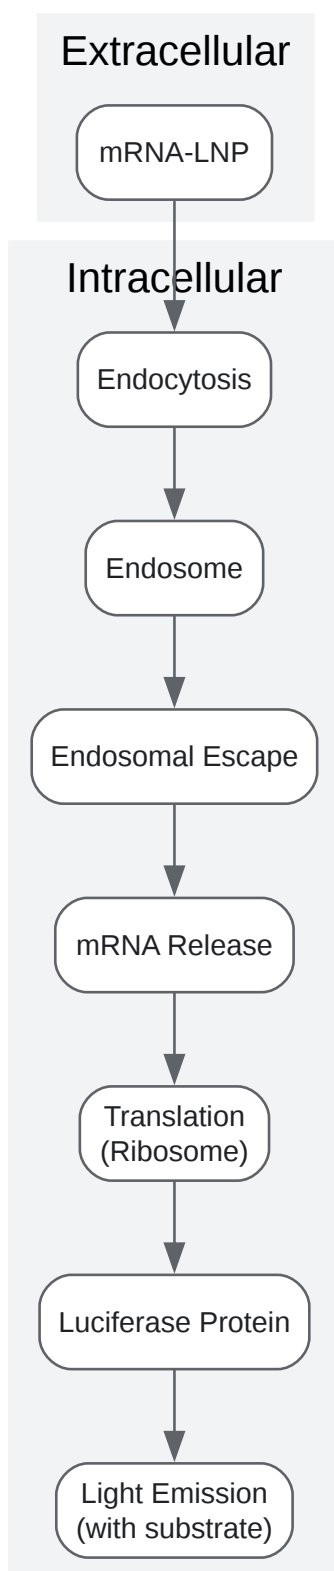 Extracellular
mRNA-LNP
Intracellular
Endocytosis
Endosome
Endosomal Escape
mRNA Release
Translation
(Ribosome)
Luciferase Protein
Light Emission
(with substrate)